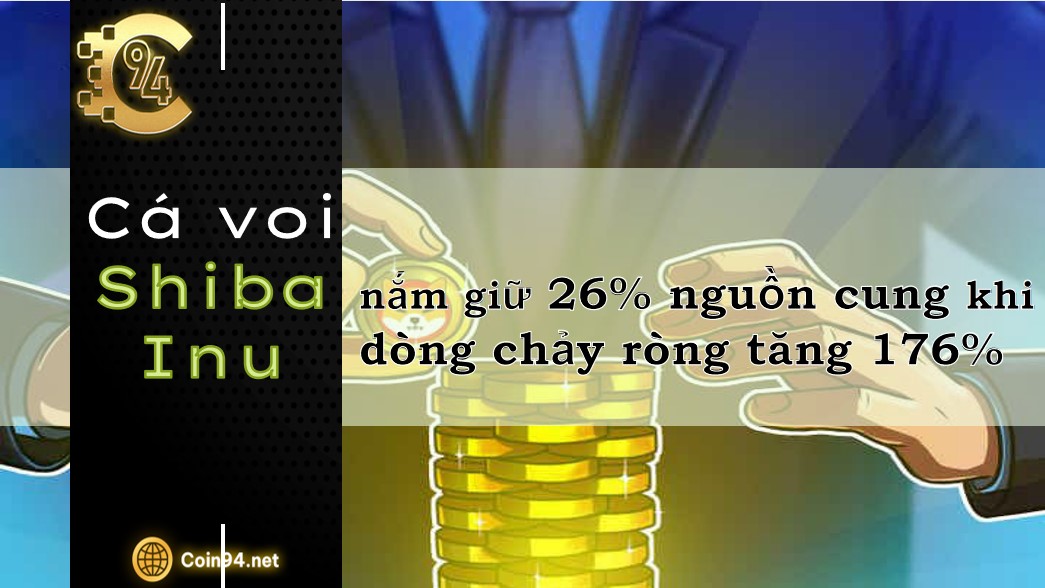 94
Cá voi
Shiba
Inu
nắm giữ 26% nguồn cung khi
dòng chảy ròng tăng 176%
Coin94.net